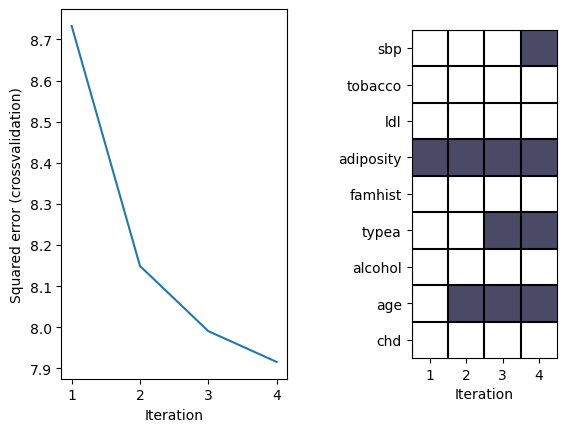 8.7
8.6
8.5
8.4
8.3
8.2
8.1
8.0
7.9
Squared error (crossvalidation)
1 2 3 4
Iteration
sbp
tobacco
ldl
adiposity
famhist
typea
alcohol
age
chd
1 2 3 4
Iteration